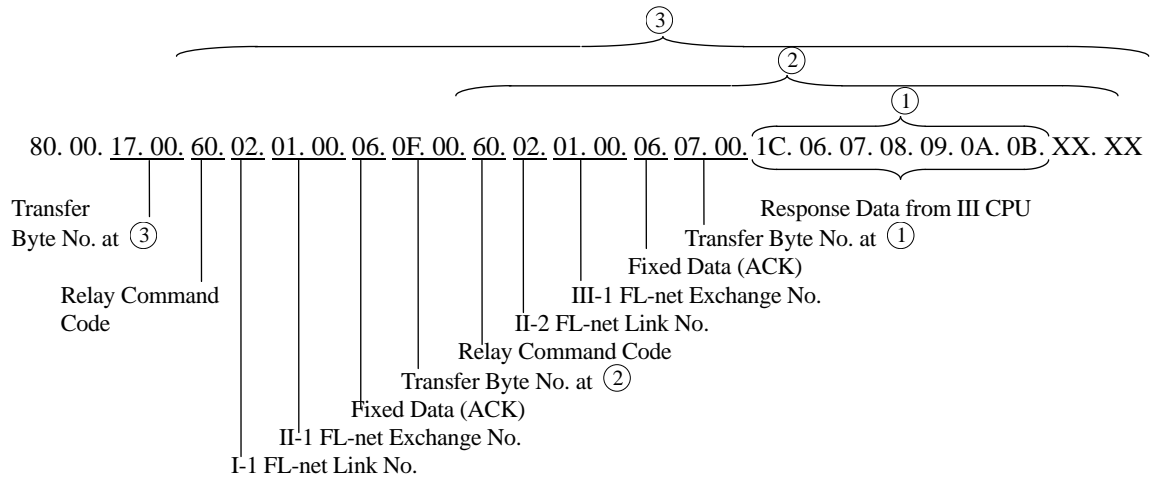 ③
②
①
80. 00. 17. 00. 60. 02. 01. 00. 06. 0F. 00. 60. 02. 01. 00. 06. 07. 00. 1C. 06. 07. 08. 09. 0A. 0B. XX. XX
Transfer
Byte No. at ③
Response Data from III CPU
Transfer Byte No. at ①
Fixed Data (ACK)
Relay Command
Code
III-1 FL-net Exchange No.
II-2 FL-net Link No.
Relay Command Code
Transfer Byte No. at ②
Fixed Data (ACK)
II-1 FL-net Exchange No.
I-1 FL-net Link No.